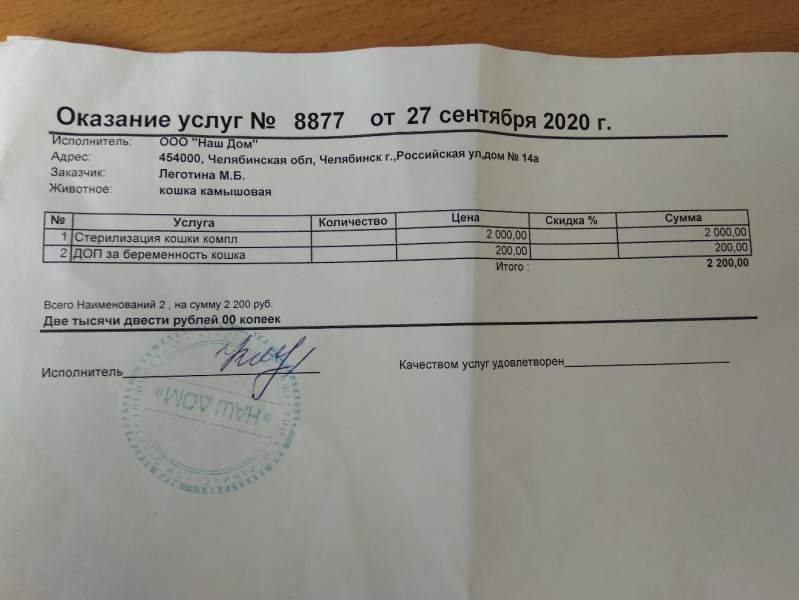 Оказание услуг № 8877 от 27 сентября 2020 г.
Исполнитель: ООО "Наш Дом"
Адрес: 454000, Челябинская обл, Челябинск г.,Российская ул,дом № 14а
Заказчик: Леготина М.Б.
Животное: кошка камышовая
№ Услуга Количество Цена Скидка % Сумма
1 Стерилизация кошки компл 2 000,00 2 000,00
2 ДОП за беременность кошка 200,00 200,00
Итого : 2 200,00
Всего Наименований 2 , на сумму 2 200 руб.
Две тысячи двести рублей 00 копеек
Исполнитель Качеством услуг удовлетворен
«НАШ ДОМ»